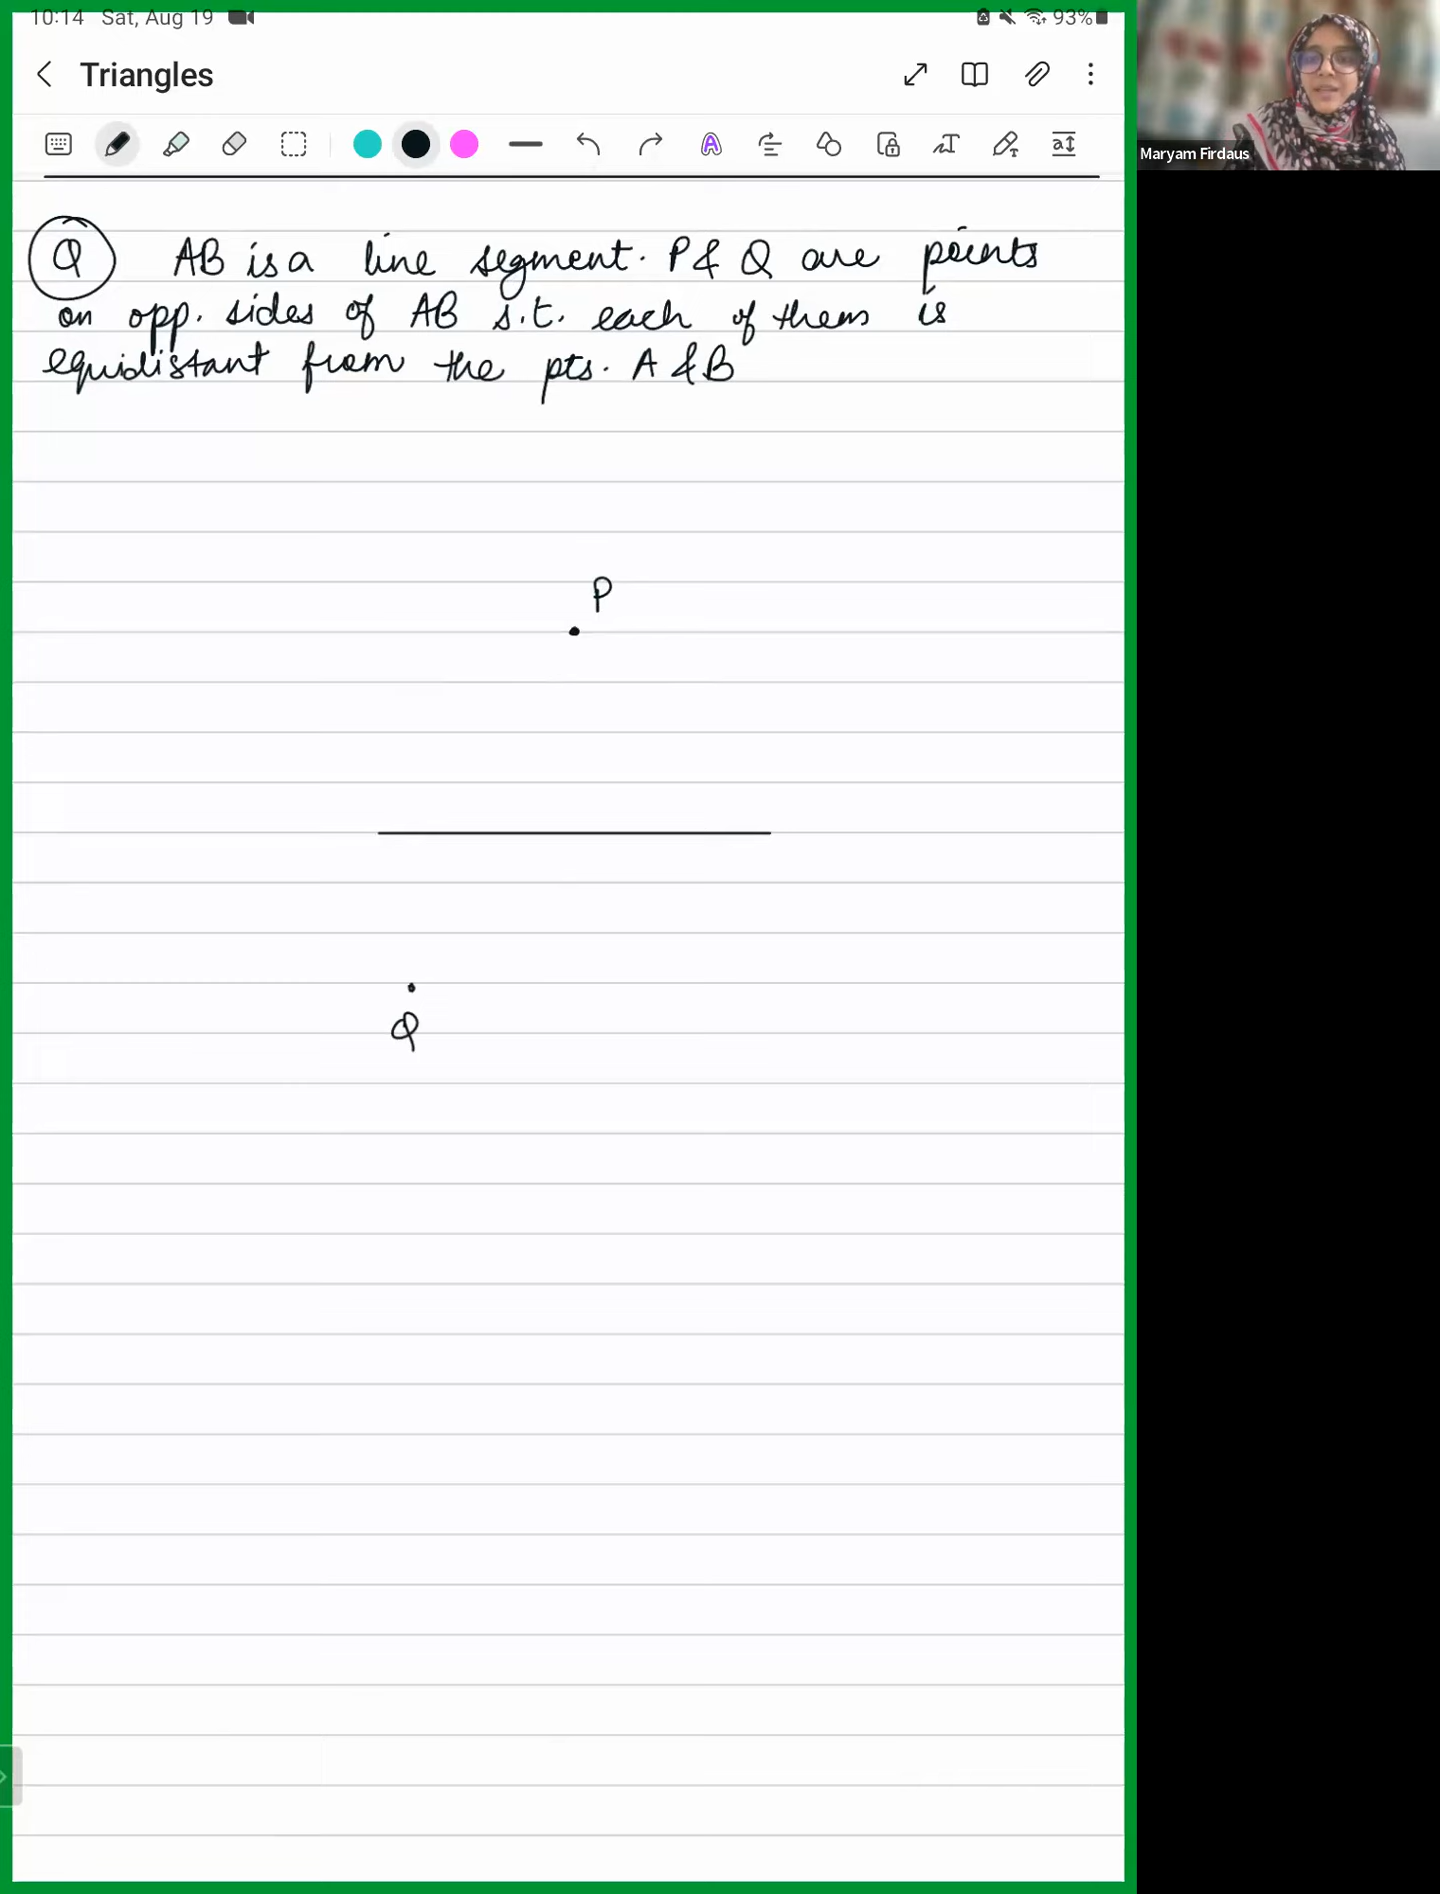 10:14 Sat, Aug 19
93%
Triangles
Maryam Firdaus
Q AB is a line segment. P & Q are points
on opp. sides of AB s.t. each of them is
equidistant from the pts. A & B
P
Q